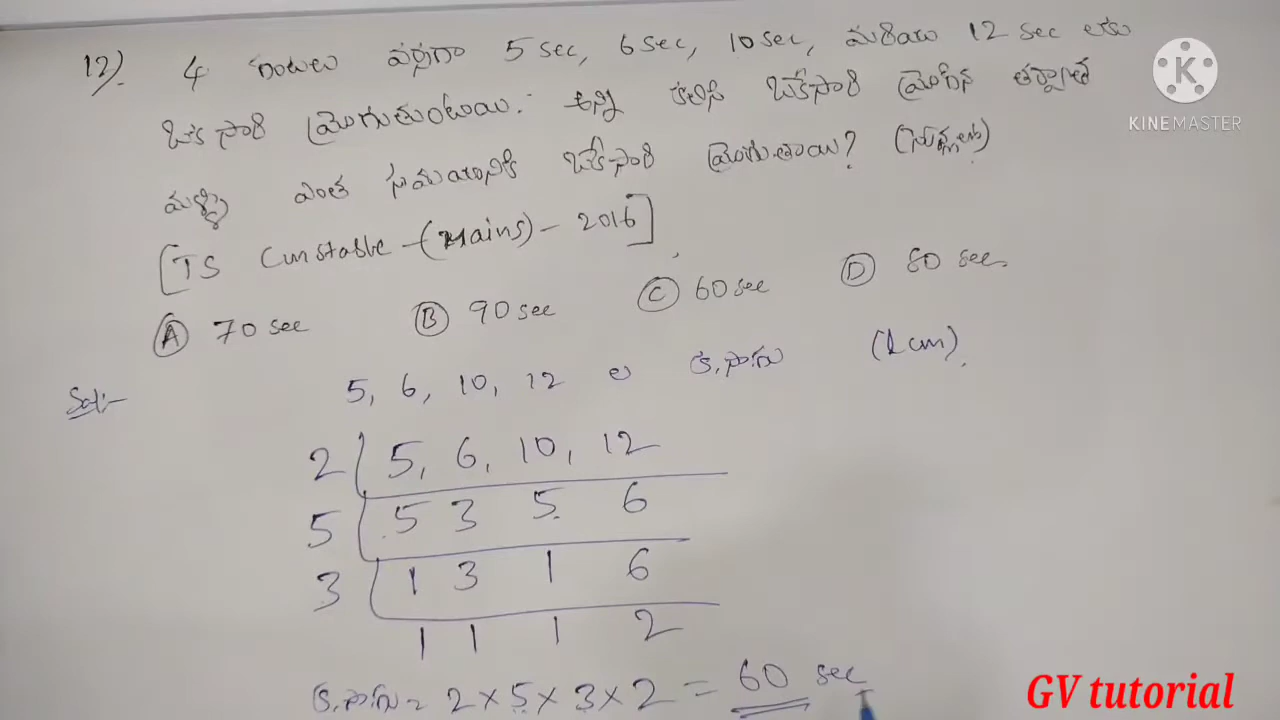 12) 4 గంటలు వరుసగా 5 sec, 6 sec, 10 sec, మరియు 12 sec లకు
ఒకసారి మ్రోగుతుంటాయి. అన్ని కలిసి ఒకేసారి మ్రోగిన తర్వాత
మళ్ళీ ఎంత సమయానికి ఒకేసారి మ్రోగుతాయి?
[TS Constable - (Mains) - 2016]
A 70 sec B 90 sec C 60 sec D 80 sec.
Sol:- 5, 6, 10, 12 ల క.సా.గు (Lcm).
2 5, 6, 10, 12
5 5 3 5 6
3 1 3 1 6
1 1 1 2
క.సా.గు = 2 × 5 × 3 × 2 = 60 sec
K
KINEMASTER
GV tutorial